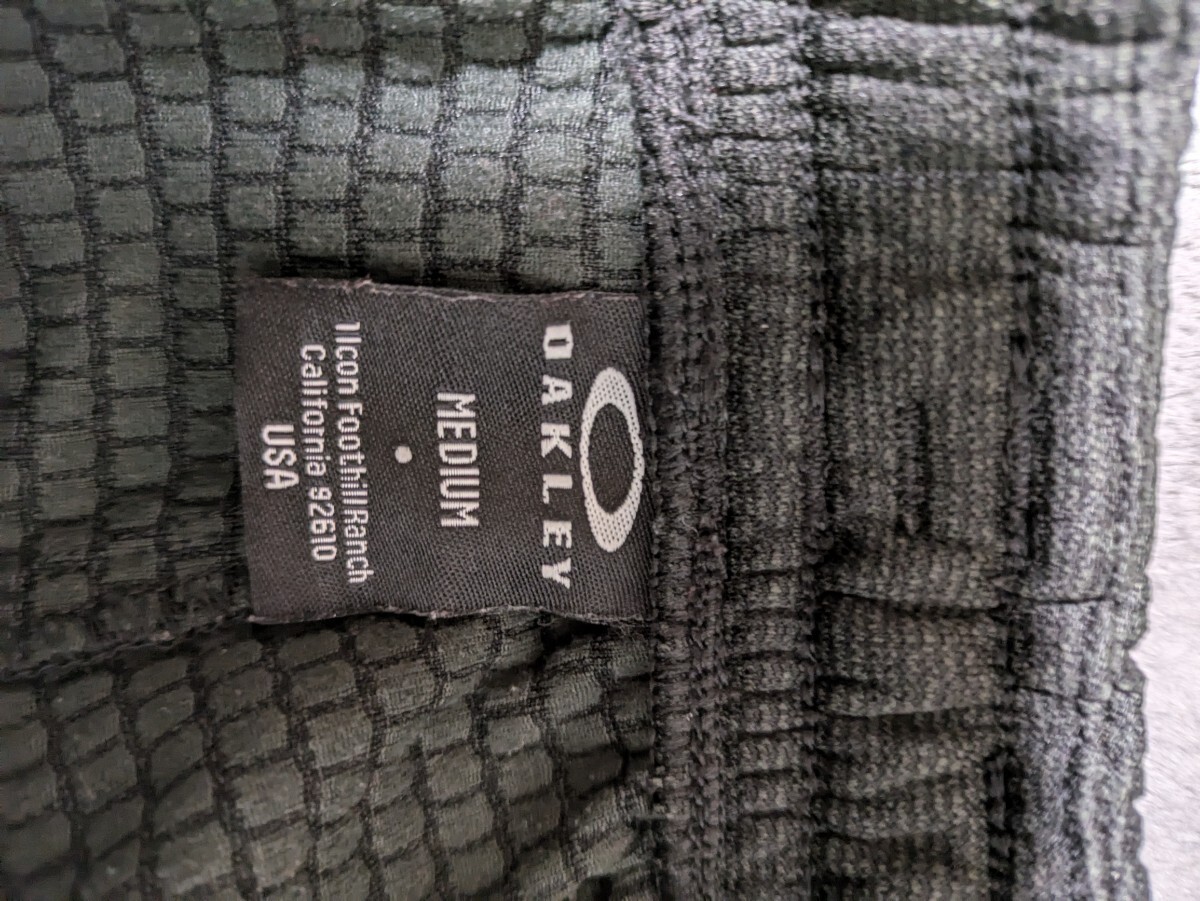 OAKLEY
MEDIUM
1 Icon Foothill Ranch
California 92610
USA